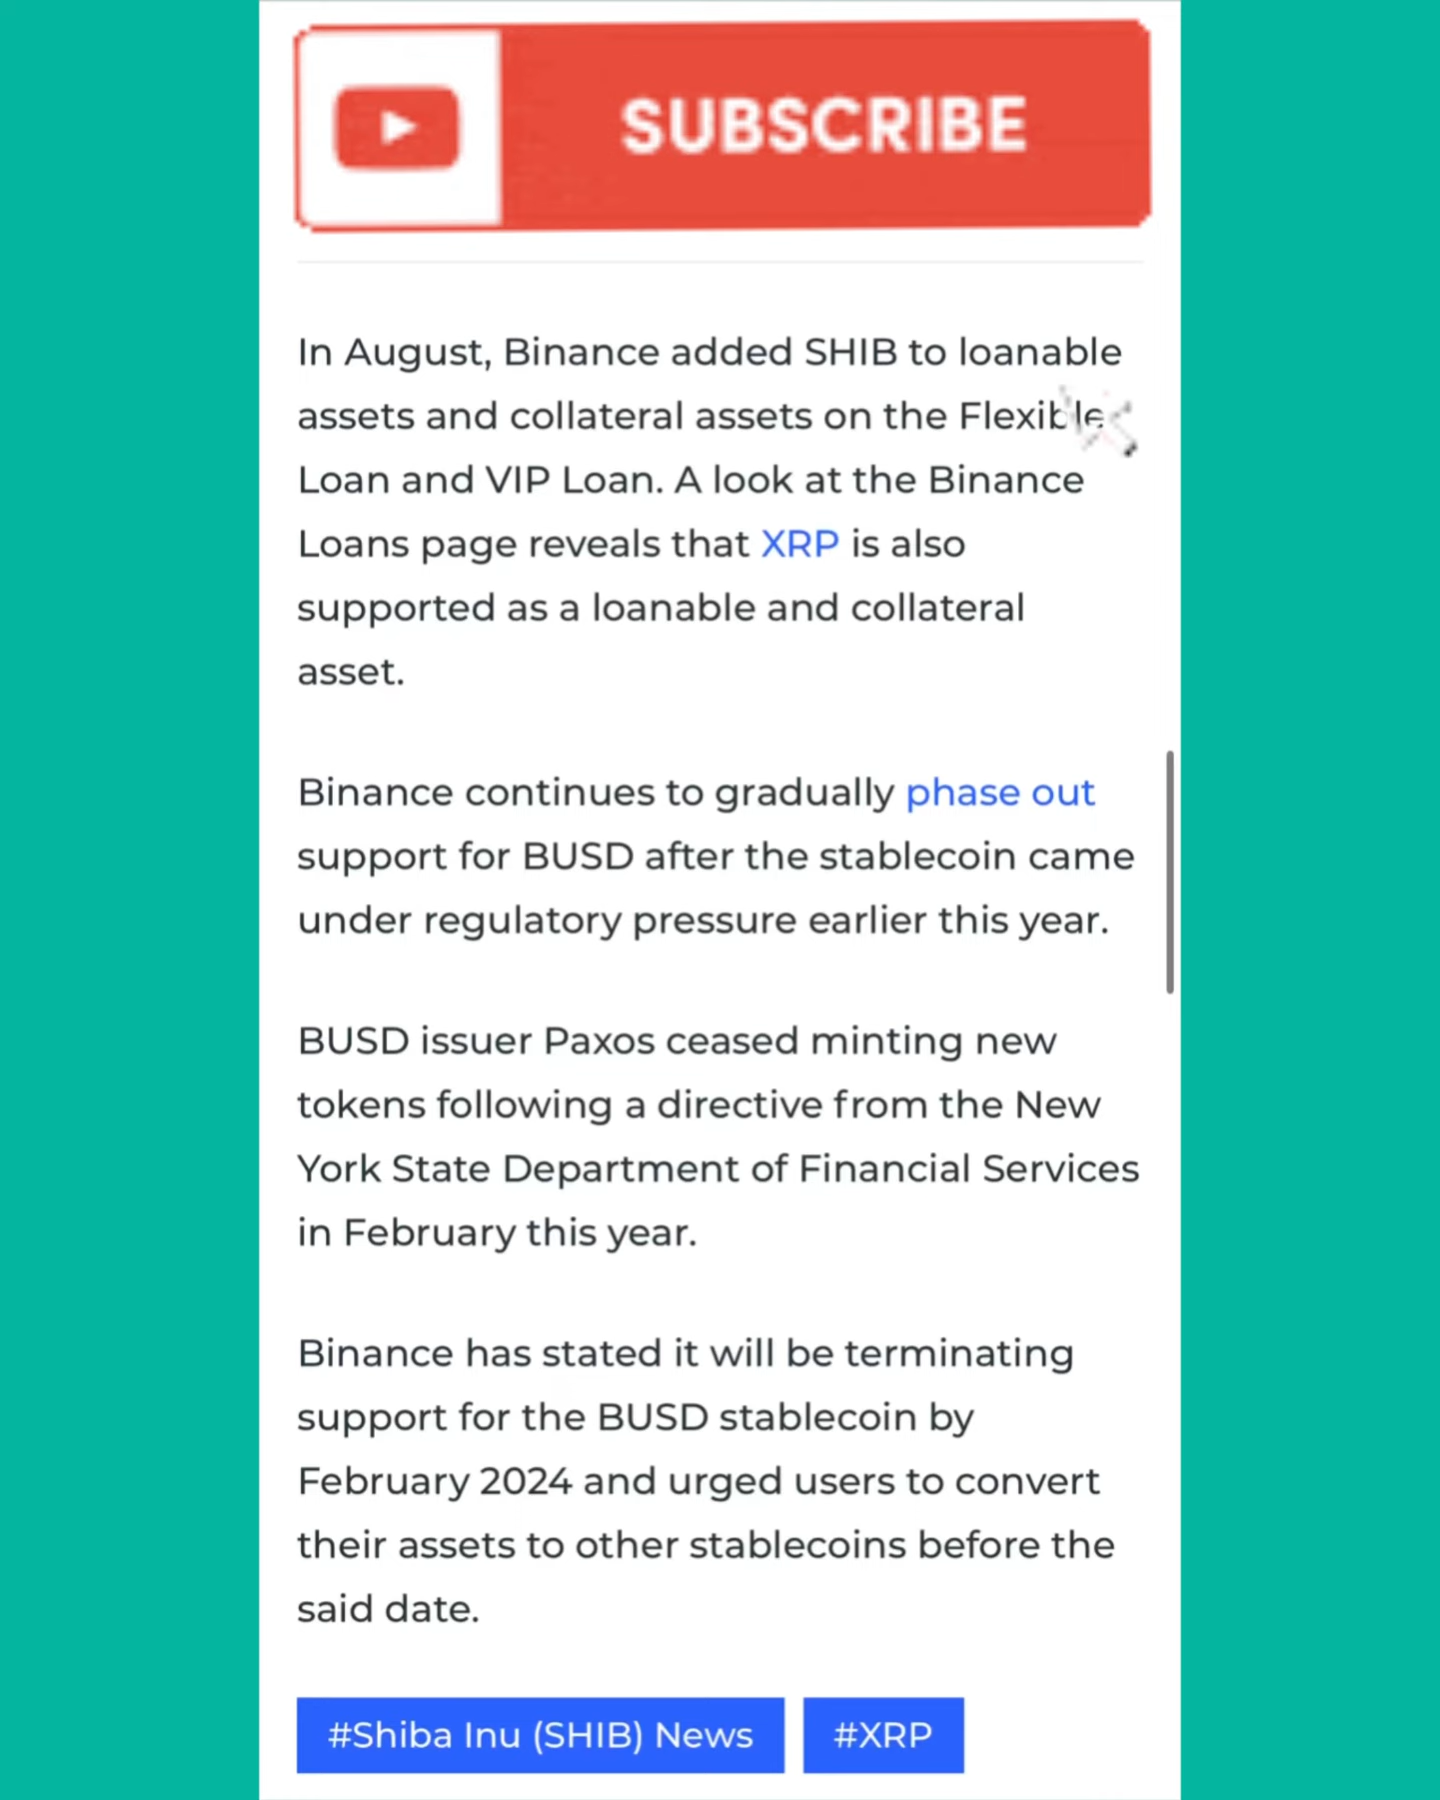 SUBSCRIBE
In August, Binance added SHIB to loanable
assets and collateral assets on the Flexible
Loan and VIP Loan. A look at the Binance
Loans page reveals that XRP is also
supported as a loanable and collateral
asset.
Binance continues to gradually phase out
support for BUSD after the stablecoin came
under regulatory pressure earlier this year.
BUSD issuer Paxos ceased minting new
tokens following a directive from the New
York State Department of Financial Services
in February this year.
Binance has stated it will be terminating
support for the BUSD stablecoin by
February 2024 and urged users to convert
their assets to other stablecoins before the
said date.
#Shiba Inu (SHIB) News #XRP